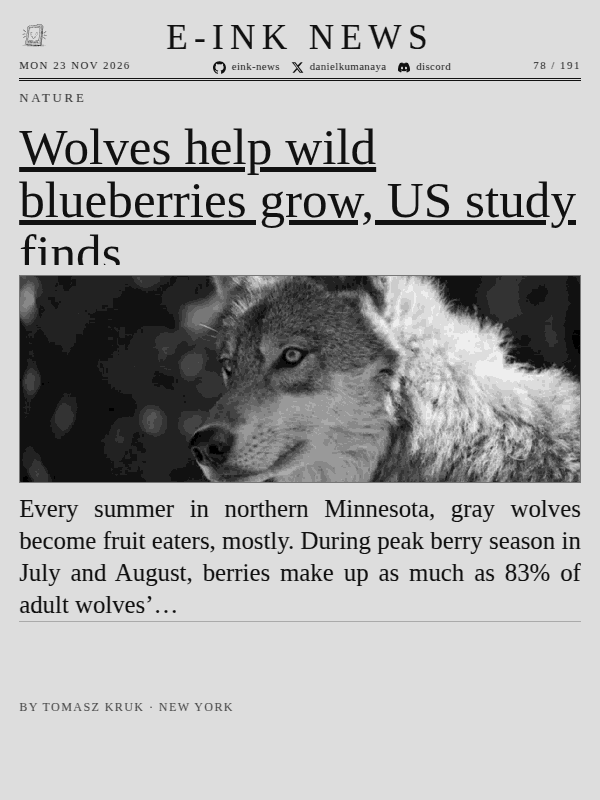 E-INK NEWS
MON 23 NOV 2026
eink-news danielkumanaya discord
78 / 191
NATURE
Wolves help wild
blueberries grow, US study
finds
Every summer in northern Minnesota, gray wolves
become fruit eaters, mostly. During peak berry season in
July and August, berries make up as much as 83% of
adult wolves’…
BY TOMASZ KRUK · NEW YORK